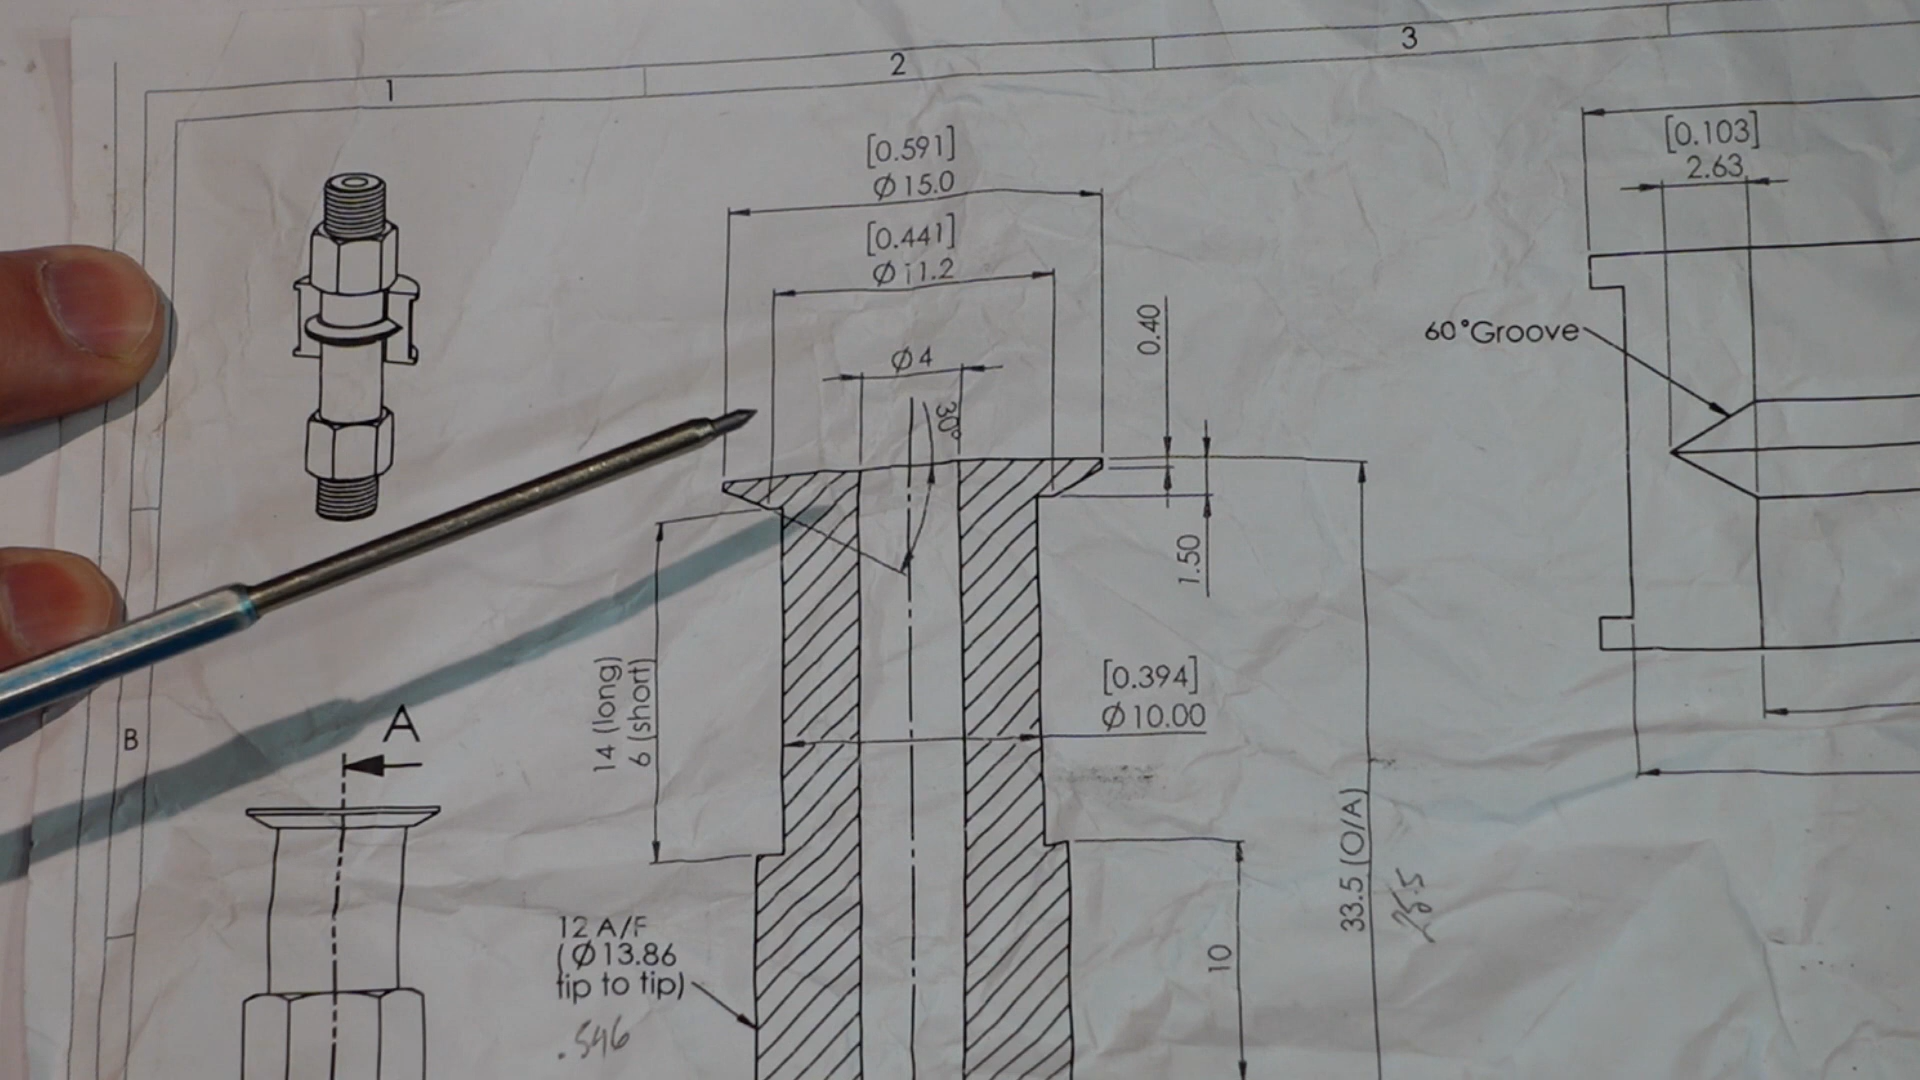 1
2
3
[0.591]
Ø15.0
[0.441]
Ø11.2
Ø4
30°
0.40
1.50
[0.103]
2.63
60°Groove
14 (long)
6 (short)
[0.394]
Ø10.00
B
A
33.5 (O/A)
25.5
10
12 A/F
(Ø13.86
tip to tip)
.546